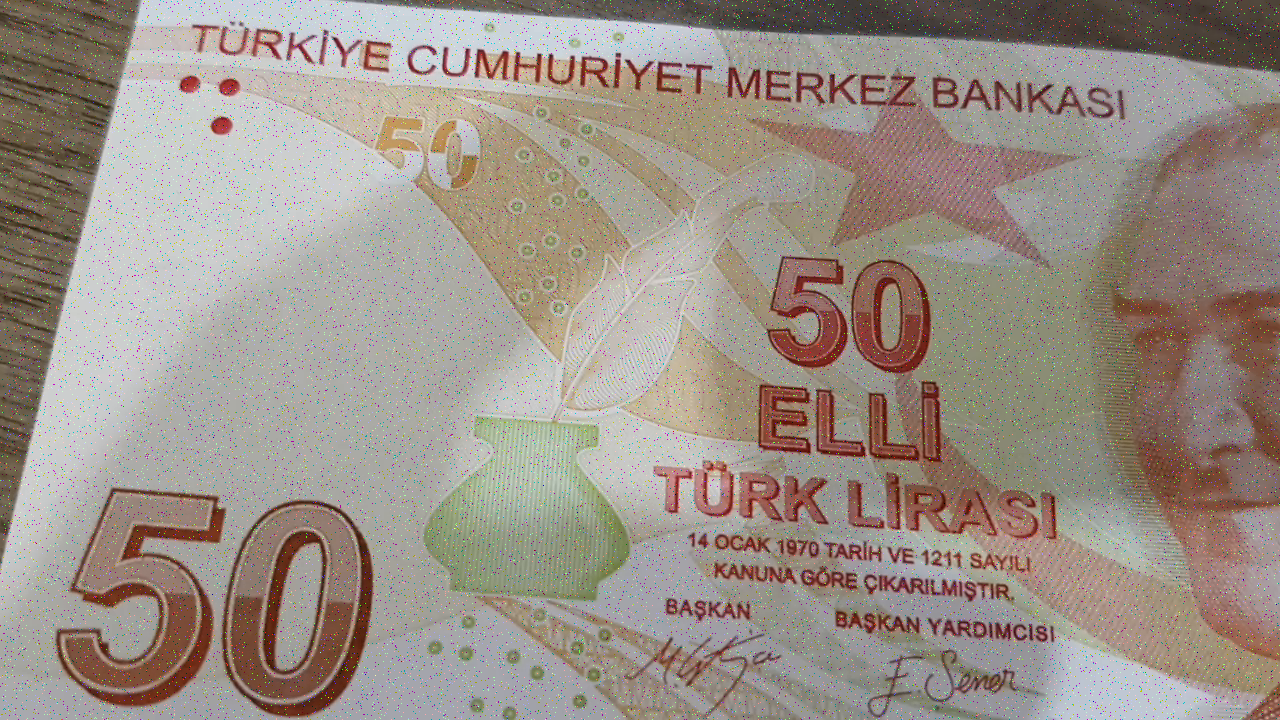 TÜRKİYE CUMHURİYET MERKEZ BANKASI
50
50
ELLİ
TÜRK LİRASI
14 OCAK 1970 TARİH VE 1211 SAYILI
KANUNA GÖRE ÇIKARILMIŞTIR.
BAŞKAN BAŞKAN YARDIMCISI
E. Şener
50